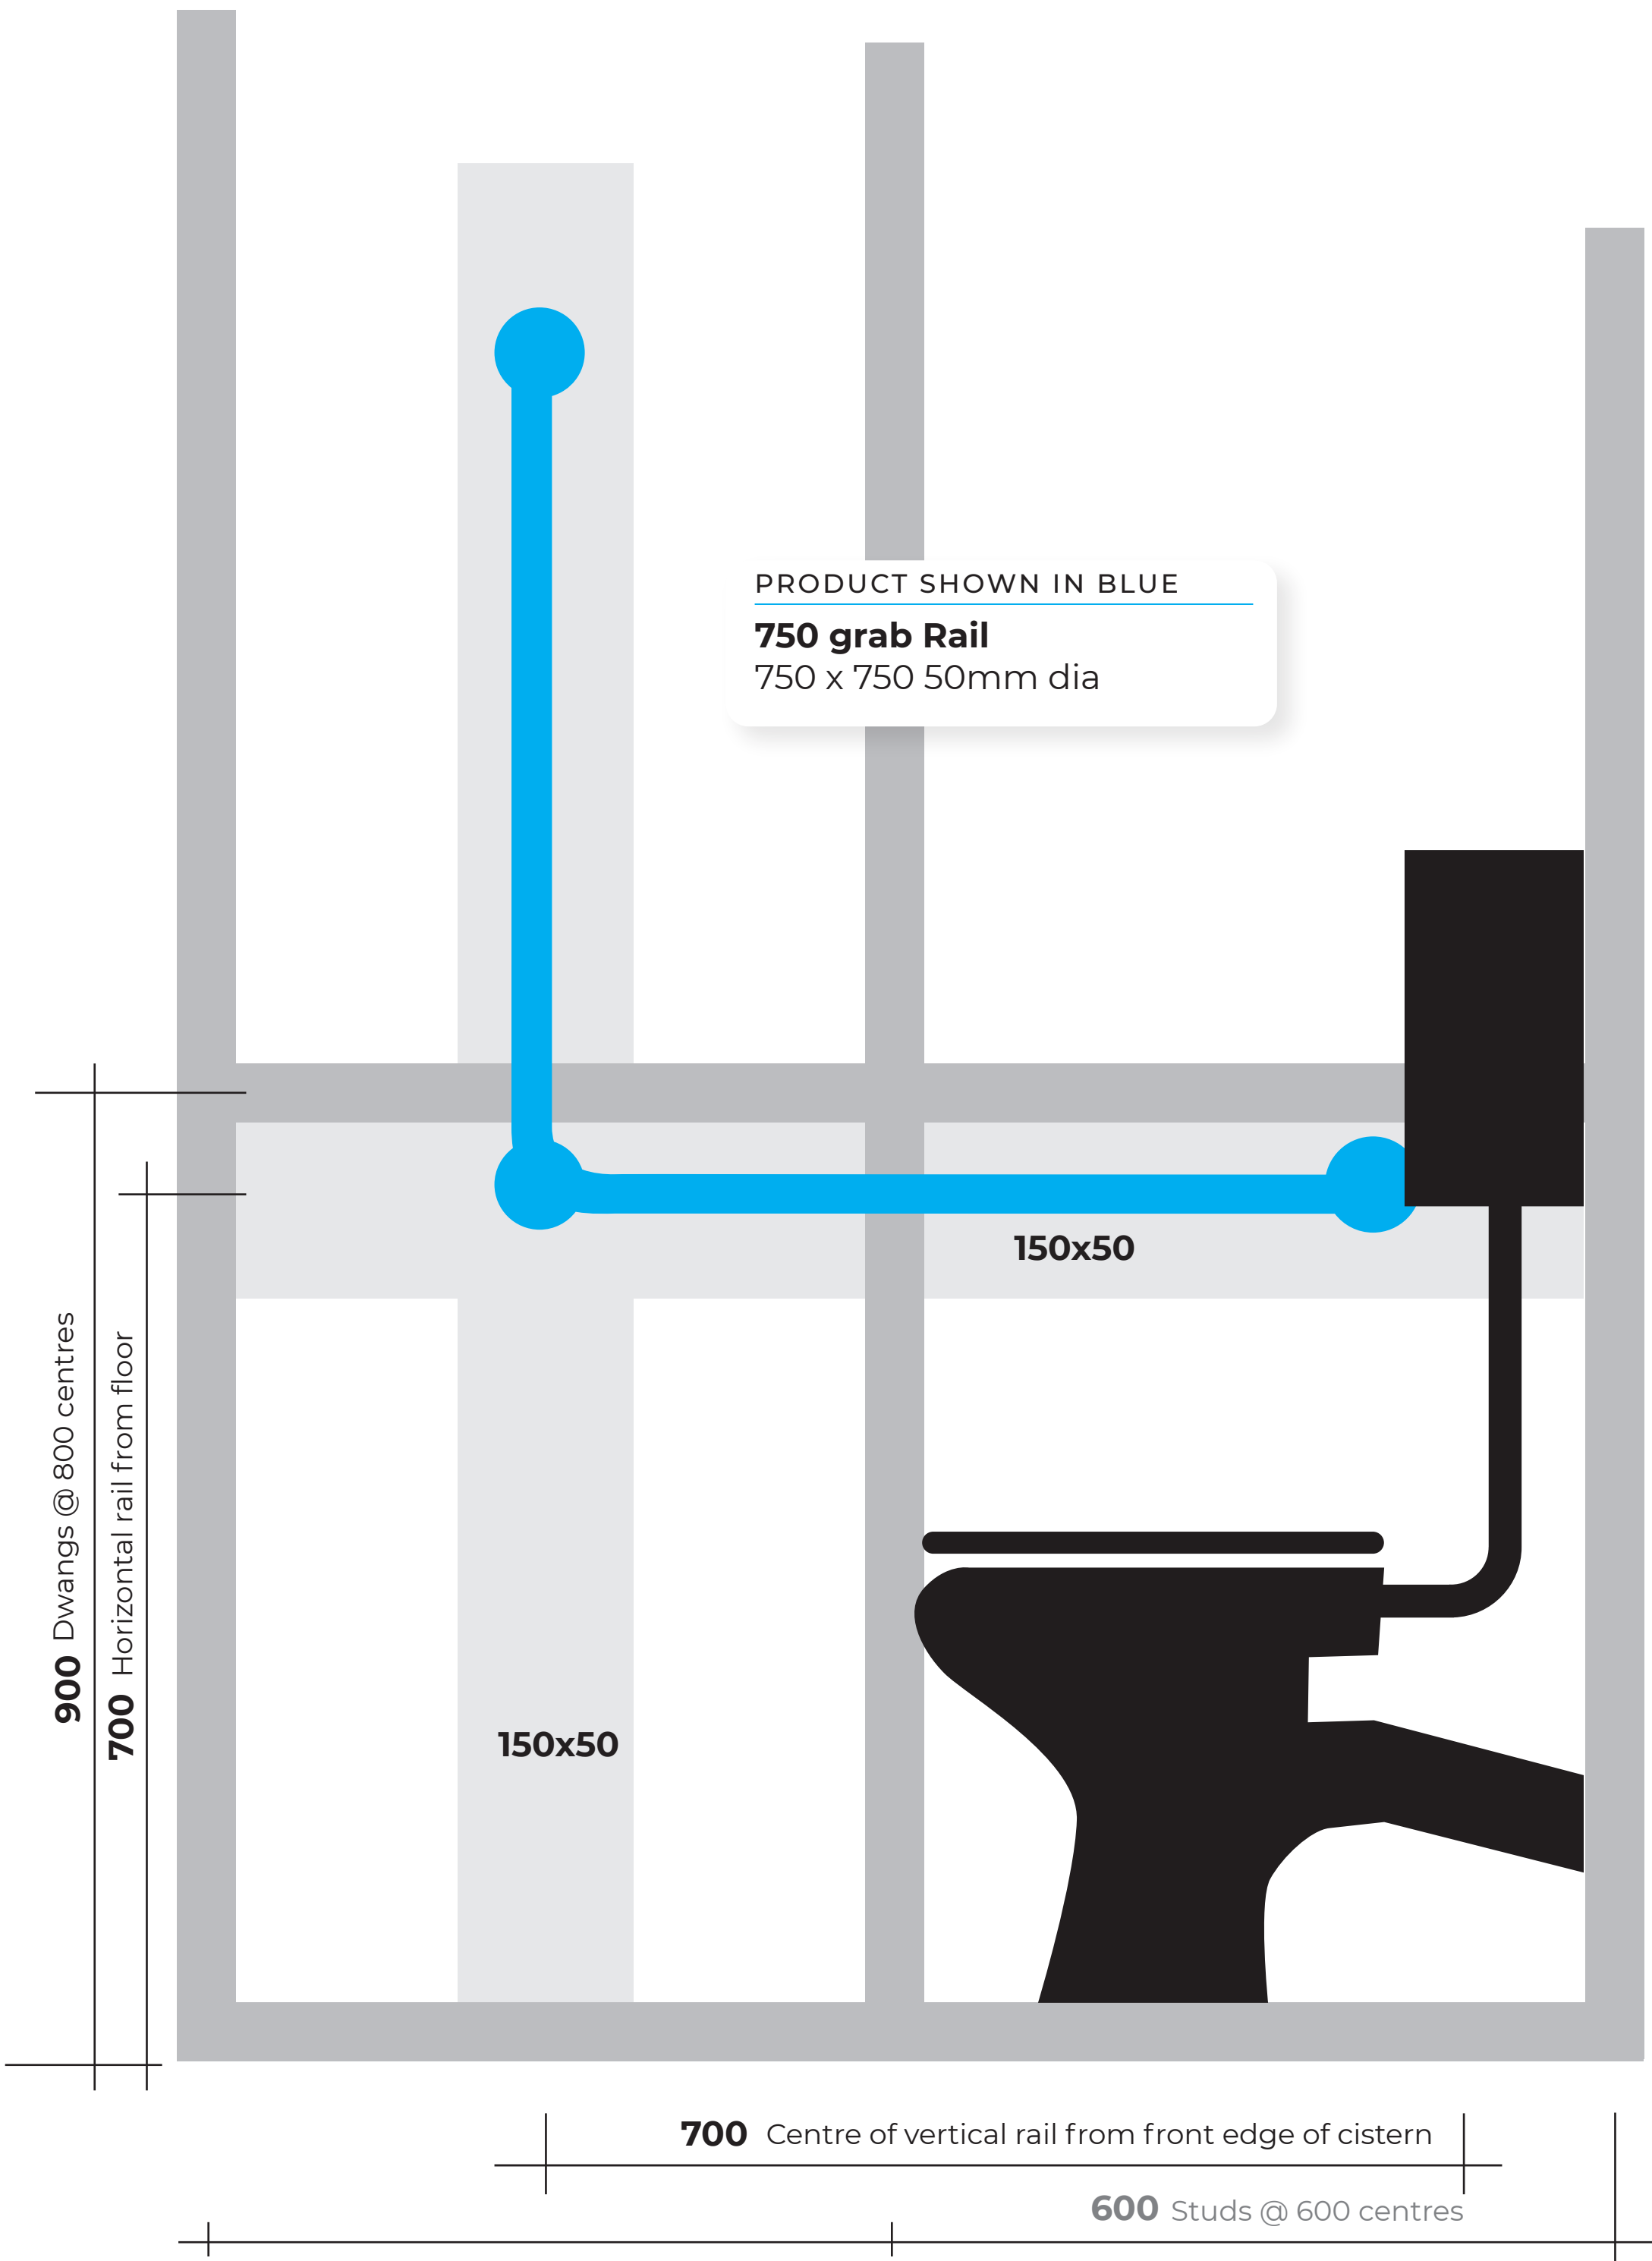 PRODUCT SHOWN IN BLUE
750 grab Rail
750 x 750 50mm dia
150x50
900 Dwangs @ 800 centres
700 Horizontal rail from floor
150x50
700 Centre of vertical rail from front edge of cistern
600 Studs @ 600 centres